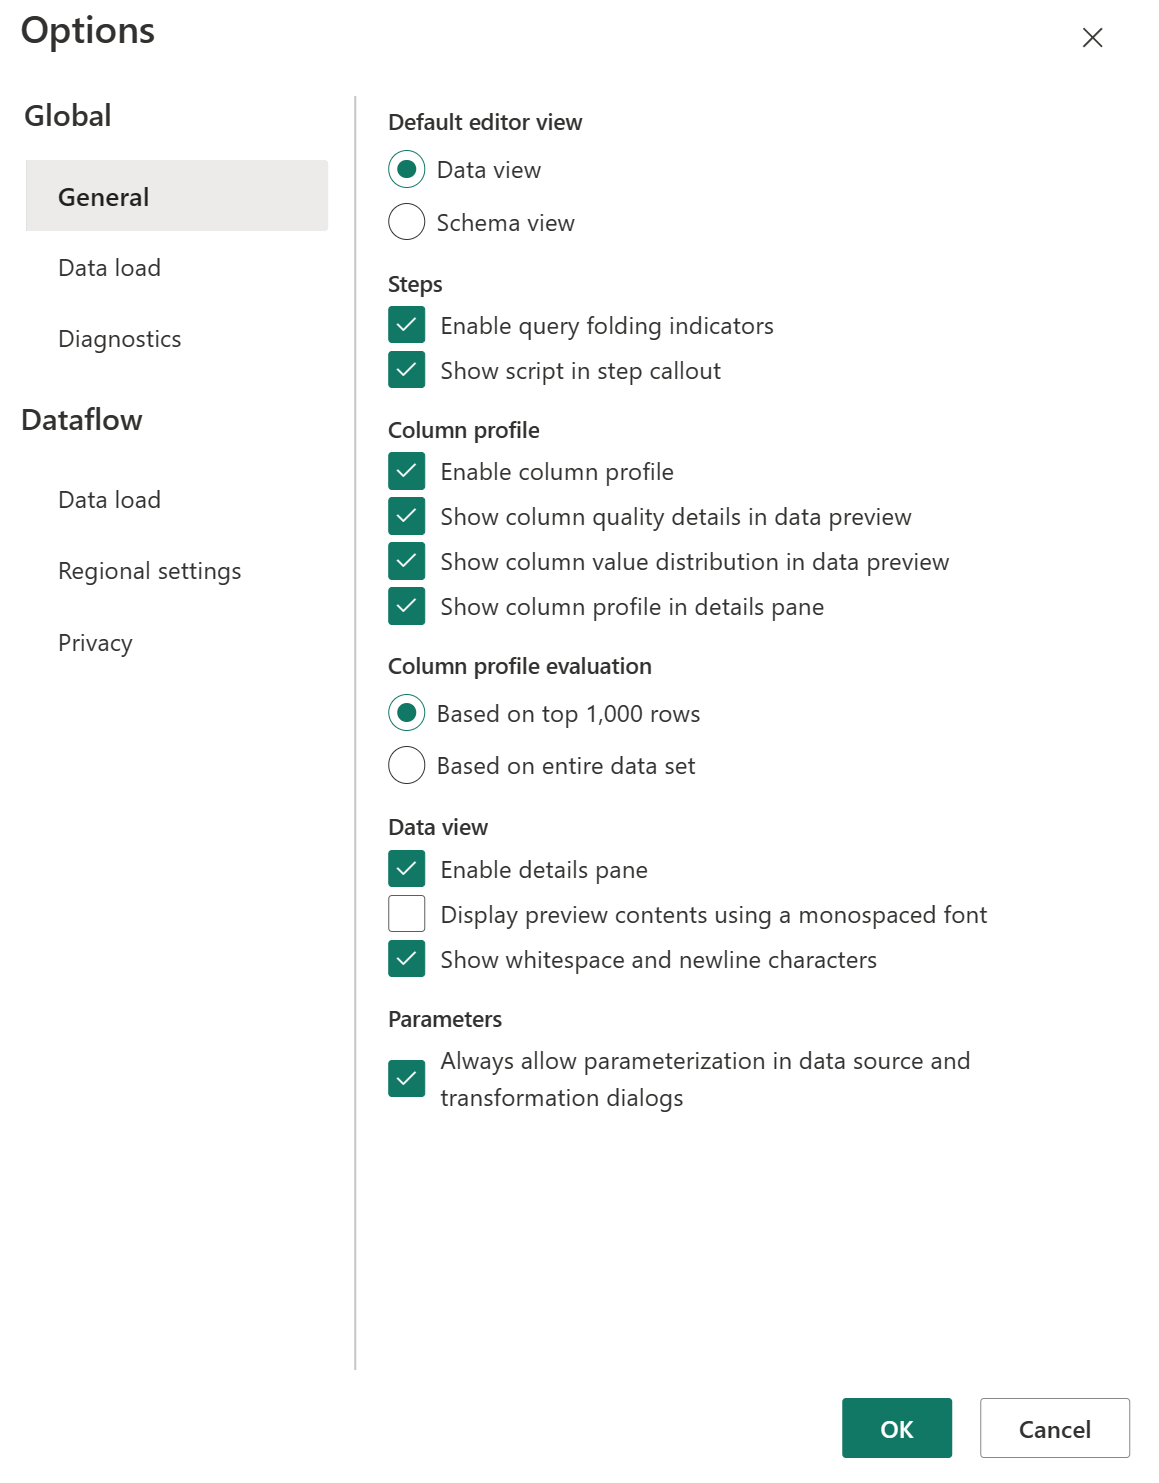 Options
Global
General
Data load
Diagnostics
Dataflow
Data load
Regional settings
Privacy
Default editor view
Data view
Schema view
Steps
Enable query folding indicators
Show script in step callout
Column profile
Enable column profile
Show column quality details in data preview
Show column value distribution in data preview
Show column profile in details pane
Column profile evaluation
Based on top 1,000 rows
Based on entire data set
Data view
Enable details pane
Display preview contents using a monospaced font
Show whitespace and newline characters
Parameters
Always allow parameterization in data source and
transformation dialogs
OK
Cancel